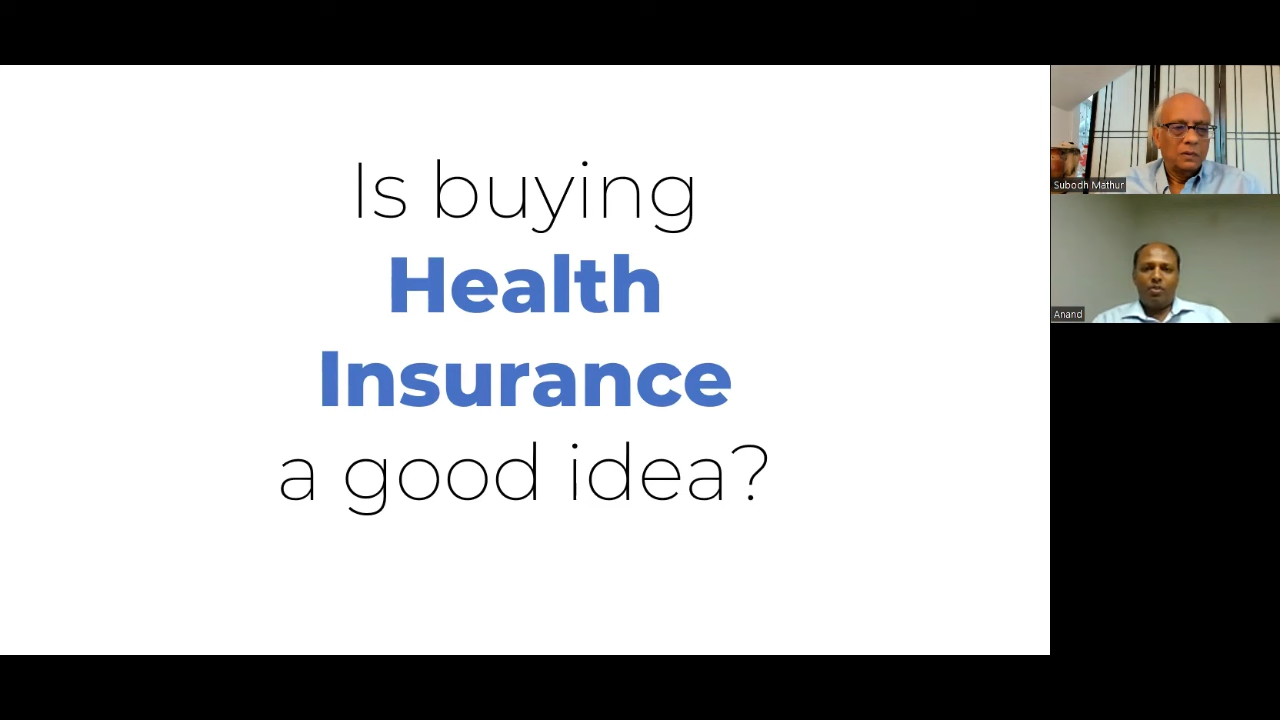 Is buying
Health
Insurance
a good idea?
Subodh Mathur
Anand